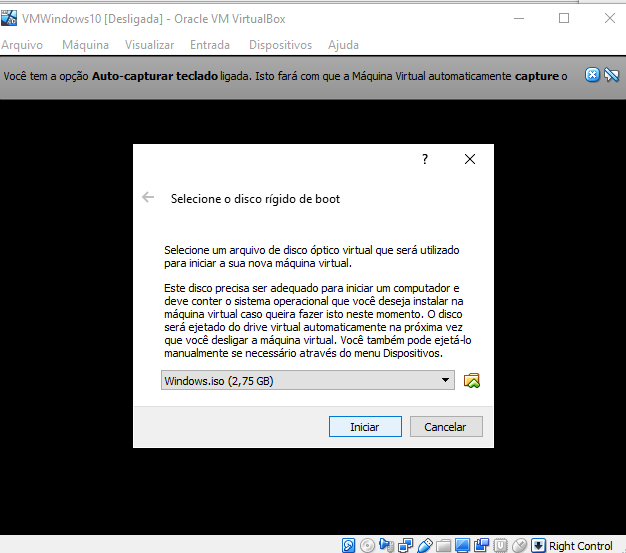 VMWindows10 [Desligada] - Oracle VM VirtualBox
Arquivo Máquina Visualizar Entrada Dispositivos Ajuda
Você tem a opção Auto-capturar teclado ligada. Isto fará com que a Máquina Virtual automaticamente capture o
?
Selecione o disco rígido de boot
Selecione um arquivo de disco óptico virtual que será utilizado
para iniciar a sua nova máquina virtual.
Este disco precisa ser adequado para iniciar um computador e
deve conter o sistema operacional que você deseja instalar na
máquina virtual caso queira fazer isto neste momento. O disco
será ejetado do drive virtual automaticamente na próxima vez
que você desligar a máquina virtual. Você também pode ejetá-lo
manualmente se necessário através do menu Dispositivos.
Windows.iso (2,75 GB)
Iniciar Cancelar
Right Control